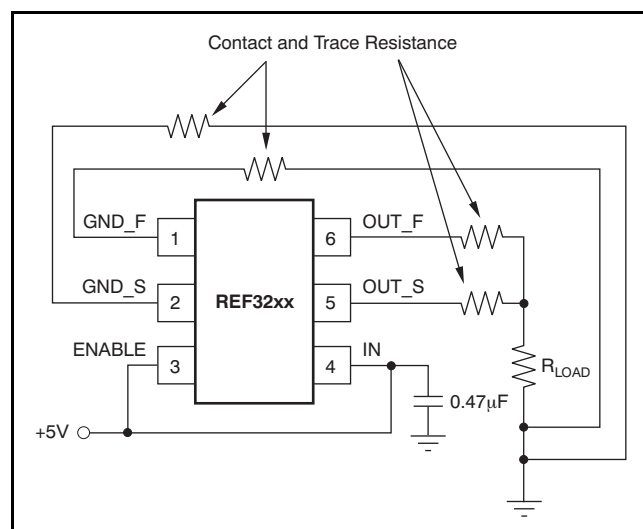 Contact and Trace Resistance
GND_F
1
6
OUT_F
GND_S
2
REF32xx
5
OUT_S
ENABLE
3
4
IN
R_LOAD
0.47μF
+5V